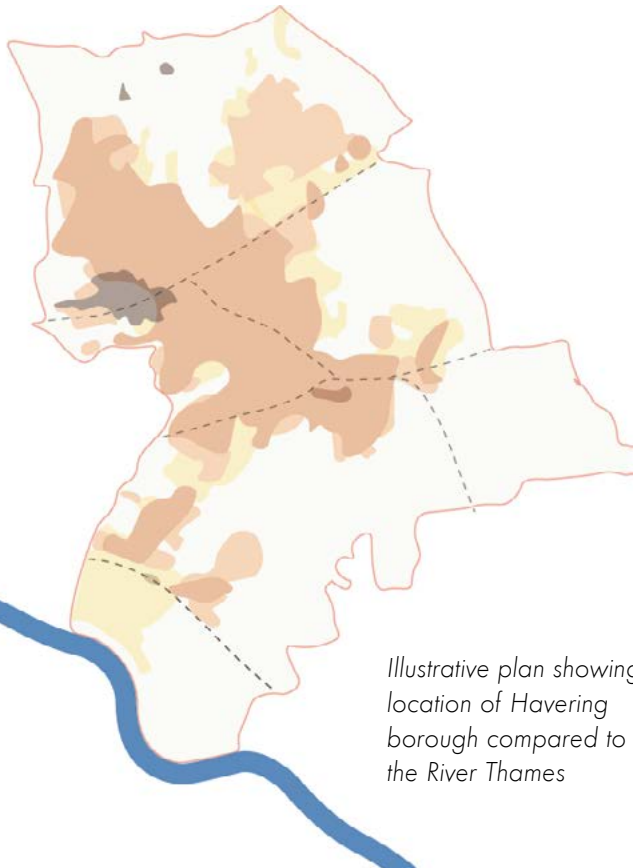 Illustrative plan showing
location of Havering
borough compared to
the River Thames